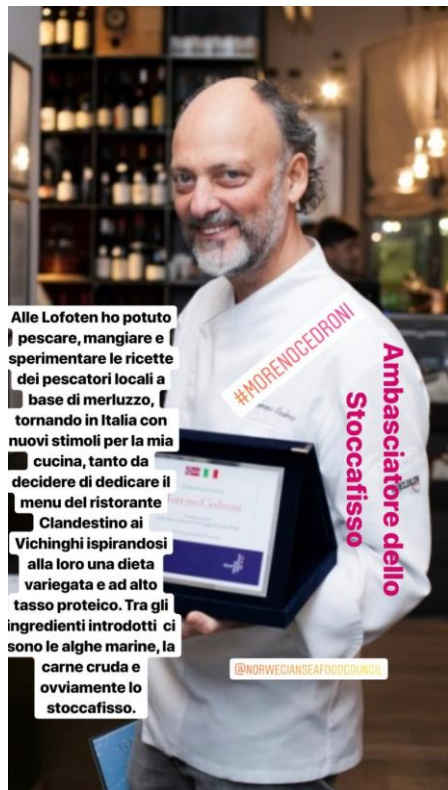 Alle Lofoten ho potuto
pescare, mangiare e
sperimentare le ricette
dei pescatori locali a
base di merluzzo,
tornando in Italia con
nuovi stimoli per la mia
cucina, tanto da
decidere di dedicare il
menu del ristorante
Clandestino ai
Vichinghi ispirandosi
alla loro una dieta
variegata e ad alto
tasso proteico. Tra gli
ingredienti introdotti ci
sono le alghe marine, la
carne cruda e
ovviamente lo
stoccafisso.
#MORENOCEDRONI
Ambasciatore dello
Stoccafisso
Cedroni
@NORWEGIANSEAFOODCOUNCIL